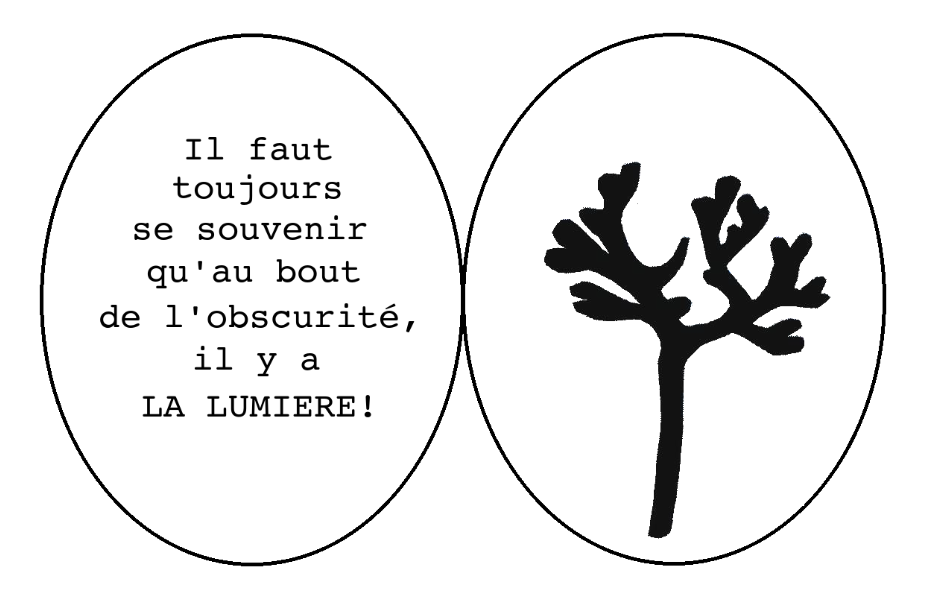 Il faut
toujours
se souvenir
qu'au bout
de l'obscurité,
il y a
LA LUMIERE!